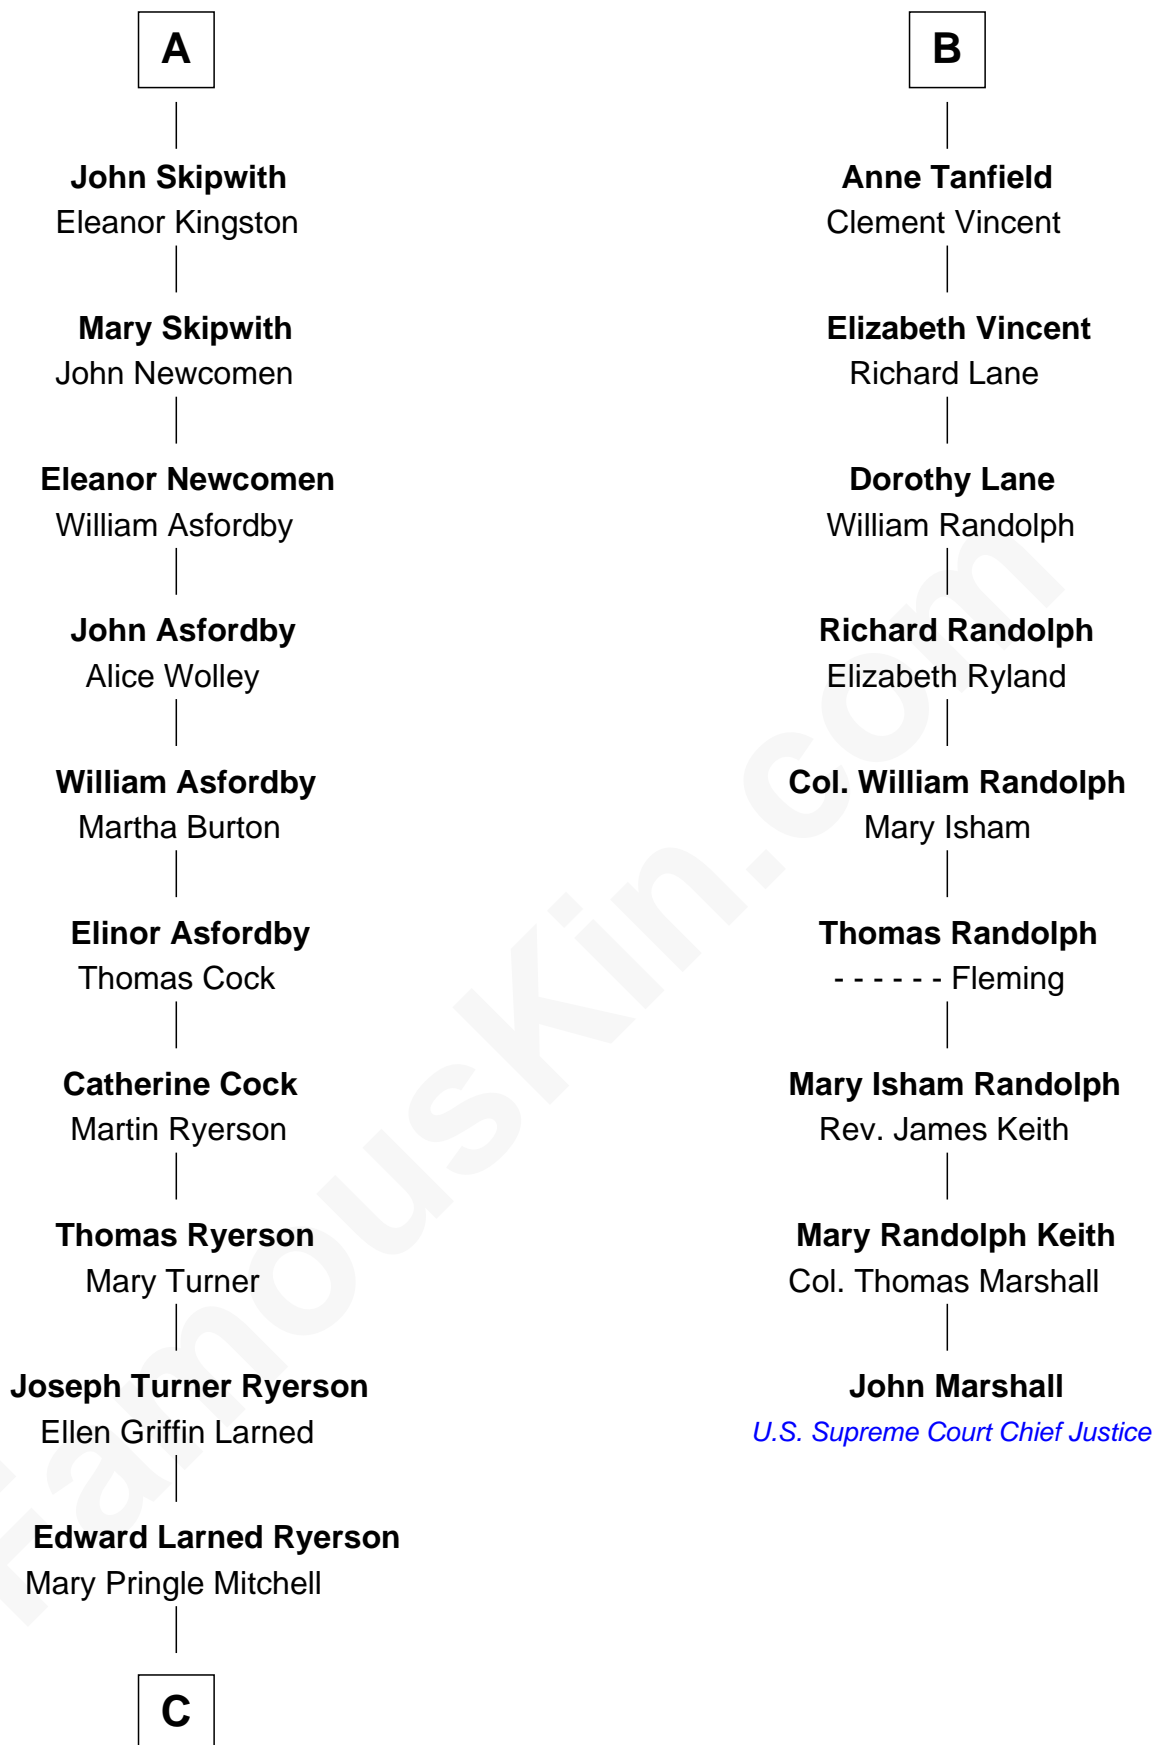 A
John Skipwith
Eleanor Kingston
Mary Skipwith
John Newcomen
Eleanor Newcomen
William Asfordby
John Asfordby
Alice Wolley
William Asfordby
Martha Burton
Elinor Asfordby
Thomas Cock
Catherine Cock
Martin Ryerson
Thomas Ryerson
Mary Turner
Joseph Turner Ryerson
Ellen Griffin Larned
Edward Larned Ryerson
Mary Pringle Mitchell
C
B
Anne Tanfield
Clement Vincent
Elizabeth Vincent
Richard Lane
Dorothy Lane
William Randolph
Richard Randolph
Elizabeth Ryland
Col. William Randolph
Mary Isham
Thomas Randolph
- - - - - - Fleming
Mary Isham Randolph
Rev. James Keith
Mary Randolph Keith
Col. Thomas Marshall
John Marshall
U.S. Supreme Court Chief Justice
FamousKin.com